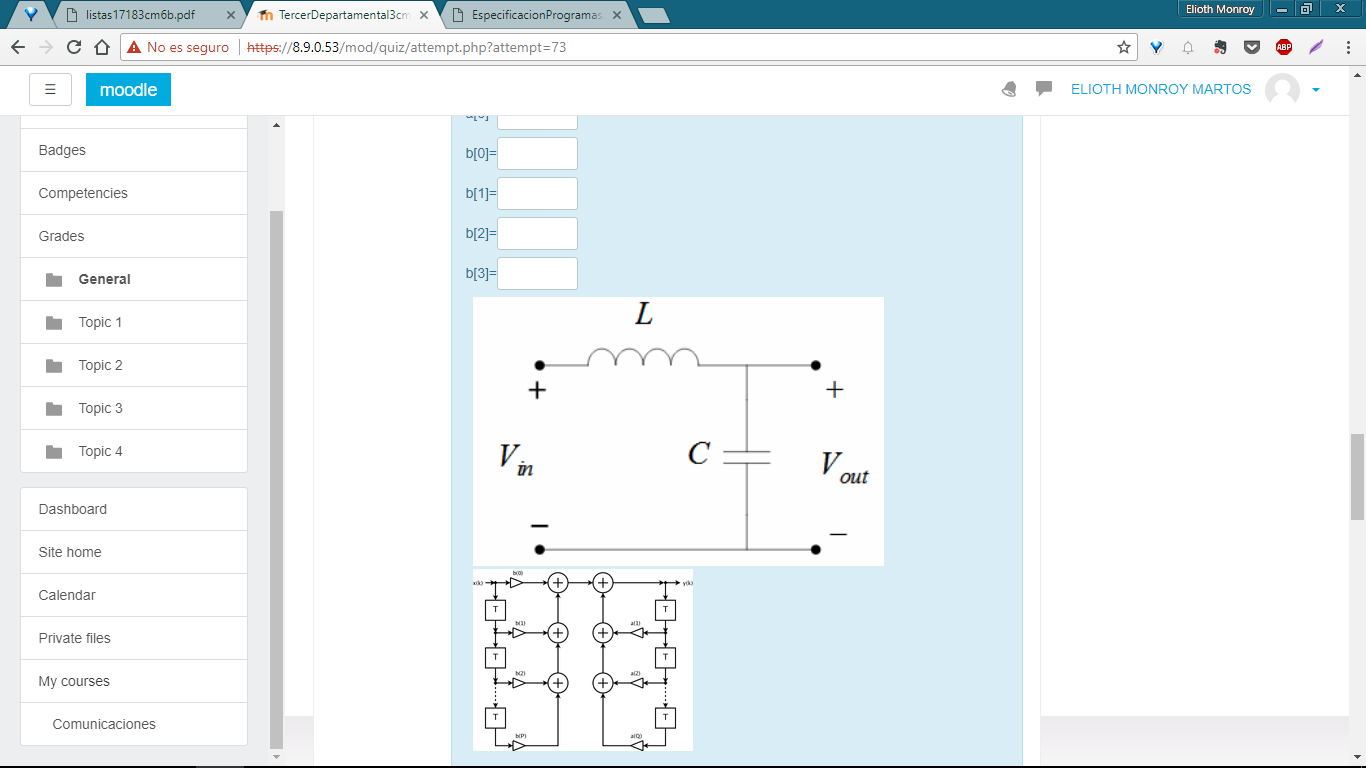 listas17183cm6b.pdf
TercerDepartamental3cm
EspecificacionProgramas
Elioth Monroy
No es seguro
https://8.9.0.53/mod/quiz/attempt.php?attempt=73
ABP
moodle
ELIOTH MONROY MARTOS
Badges
Competencies
Grades
General
Topic 1
Topic 2
Topic 3
Topic 4
Dashboard
Site home
Calendar
Private files
My courses
Comunicaciones
b[0]=
b[1]=
b[2]=
b[3]=
L
+
+
V in
C
V out
−
−
x(k)
b(0)
y(k)
T
T
b(1)
a(1)
T
T
b(2)
a(2)
T
T
b(P)
a(Q)